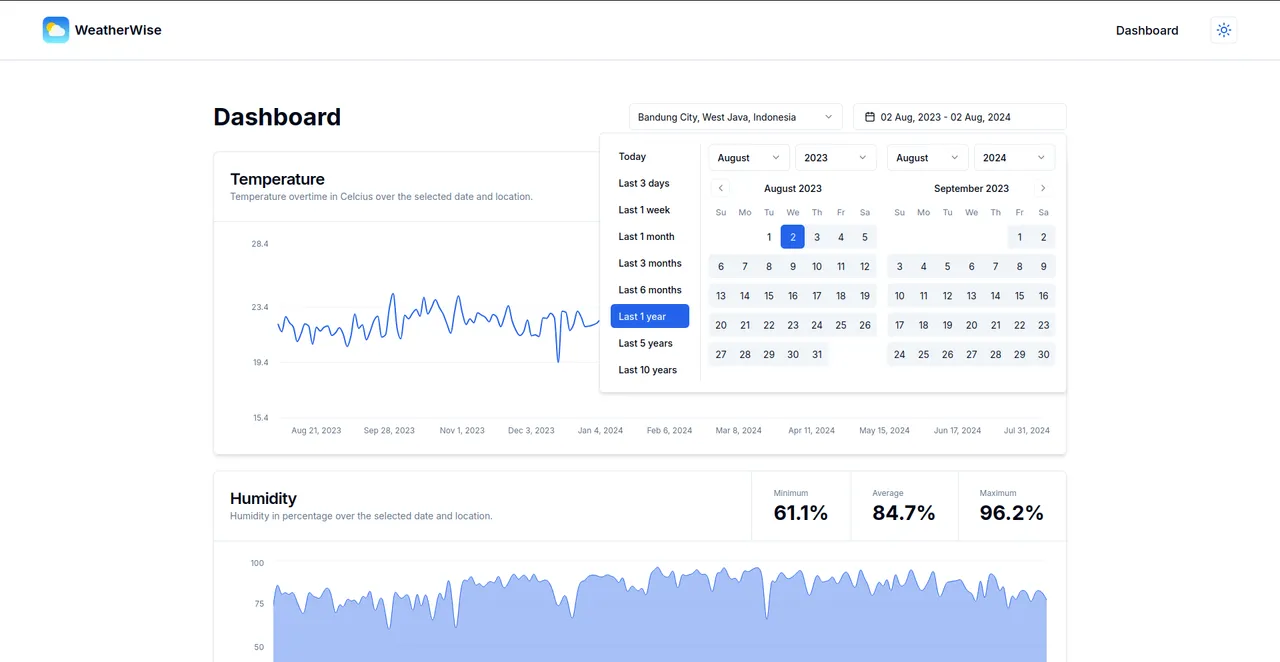 WeatherWise
Dashboard
Dashboard
Bandung City, West Java, Indonesia
02 Aug, 2023 - 02 Aug, 2024
Temperature
Temperature overtime in Celcius over the selected date and location.
28.4
23.4
19.4
15.4
Aug 21, 2023 Sep 28, 2023 Nov 1, 2023 Dec 3, 2023 Jan 4, 2024 Feb 6, 2024 Mar 8, 2024 Apr 11, 2024 May 15, 2024 Jun 17, 2024 Jul 31, 2024
Today
Last 3 days
Last 1 week
Last 1 month
Last 3 months
Last 6 months
Last 1 year
Last 5 years
Last 10 years
August 2023 August 2024
August 2023
Su Mo Tu We Th Fr Sa
1 2 3 4 5
6 7 8 9 10 11 12
13 14 15 16 17 18 19
20 21 22 23 24 25 26
27 28 29 30 31
September 2023
Su Mo Tu We Th Fr Sa
1 2
3 4 5 6 7 8 9
10 11 12 13 14 15 16
17 18 19 20 21 22 23
24 25 26 27 28 29 30
Humidity
Humidity in percentage over the selected date and location.
Minimum
61.1%
Average
84.7%
Maximum
96.2%
100
75
50